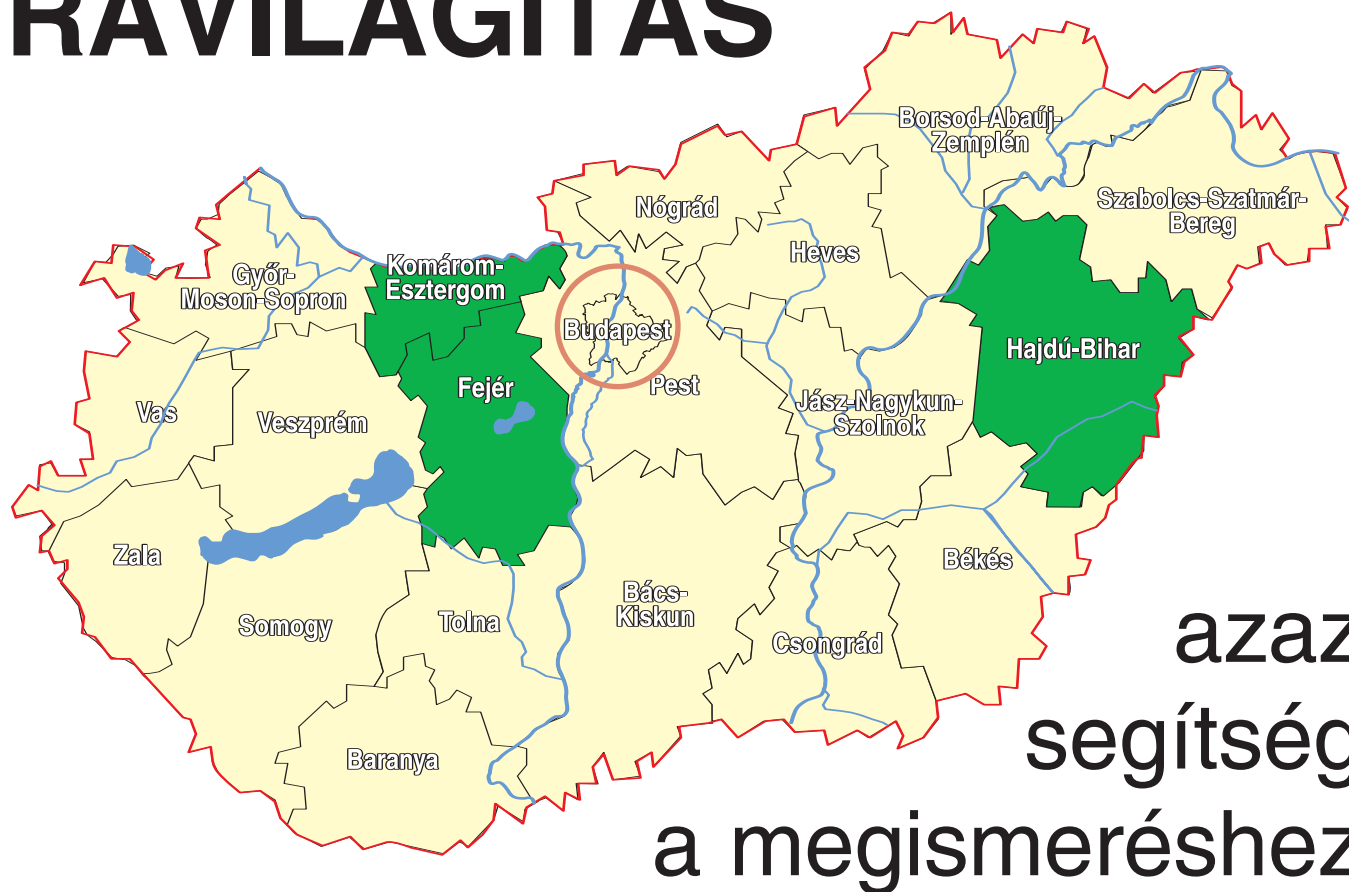 RÁVILÁGÍTÁS
Borsod-Abaúj-
Zemplén
Szabolcs-Szatmár-
Bereg
Nógrád
Heves
Győr-
Moson-Sopron
Komárom-
Esztergom
Budapest
Hajdú-Bihar
Fejér
Pest
Vas
Veszprém
Jász-Nagykun-
Szolnok
Zala
Békés
Bács-
Kiskun
Somogy
Tolna
Csongrád
Baranya
azaz
segítség
a megismeréshez